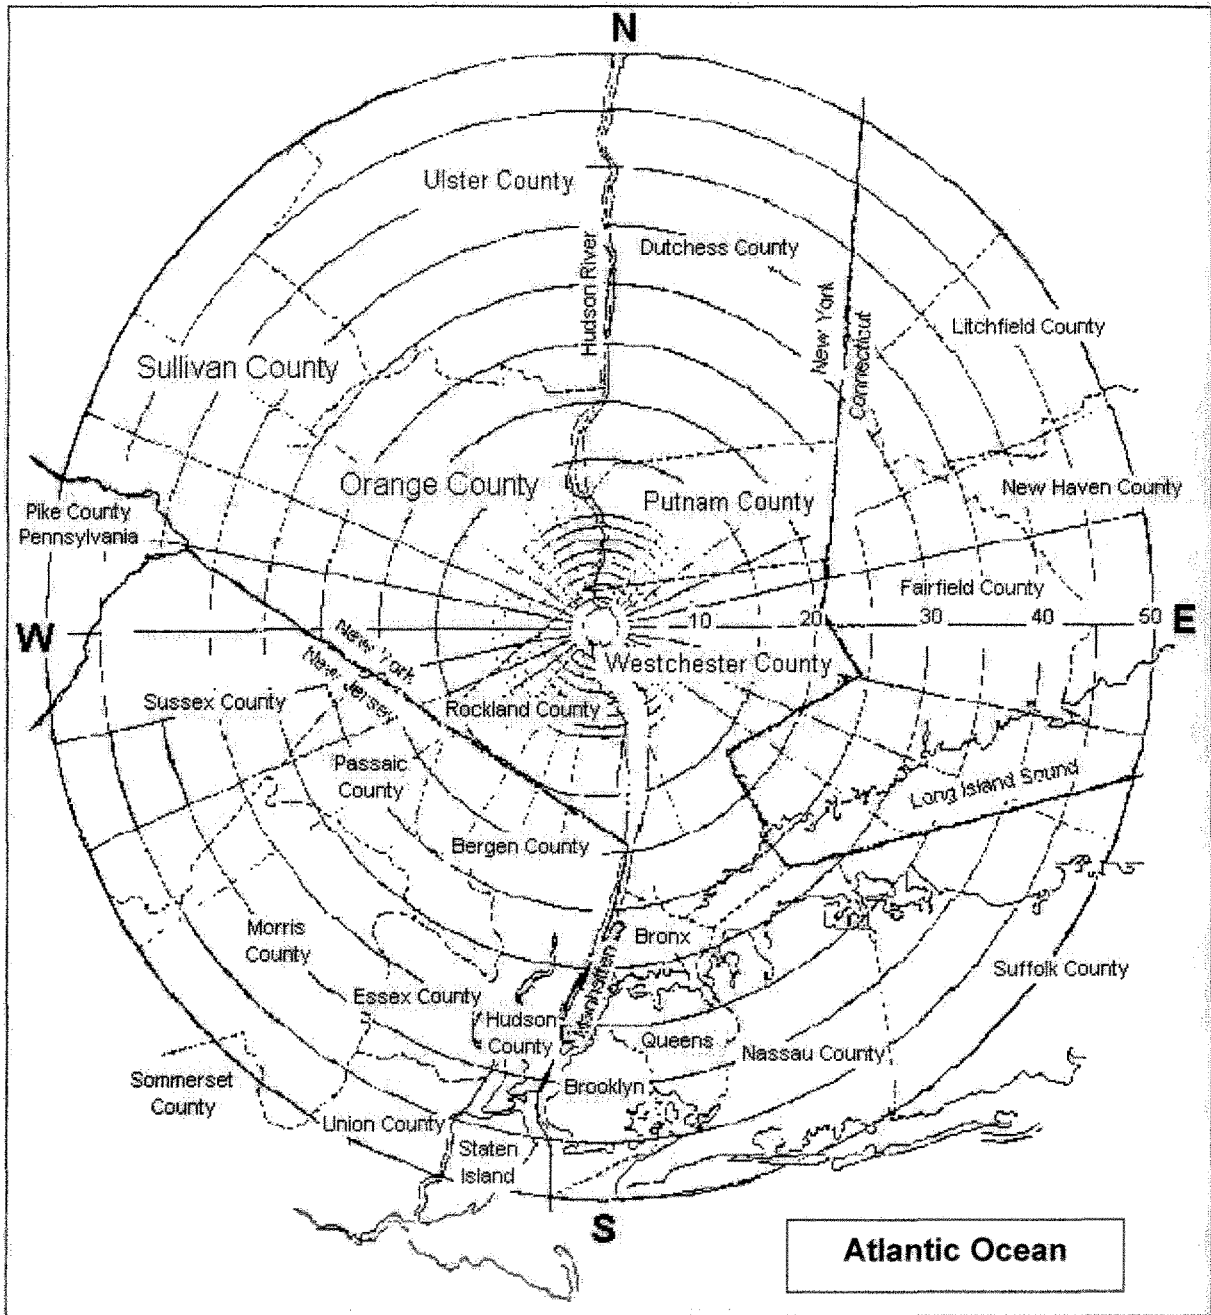 N
Ulster County
Hudson River
Dutchess County
New York
Connecticut
Litchfield County
Sullivan County
Orange County
Putnam County
New Haven County
Pike County
Pennsylvania
Fairfield County
W
10
20
30
40
50
E
New York
New Jersey
Westchester County
Sussex County
Rockland County
Passaic
County
Long Island Sound
Bergen County
Morris
County
Bronx
Manhatten
Suffolk County
Essex County
Hudson
County
Queens
Nassau County
Sommerset
County
Brooklyn
Union County
Staten
Island
S
Atlantic Ocean